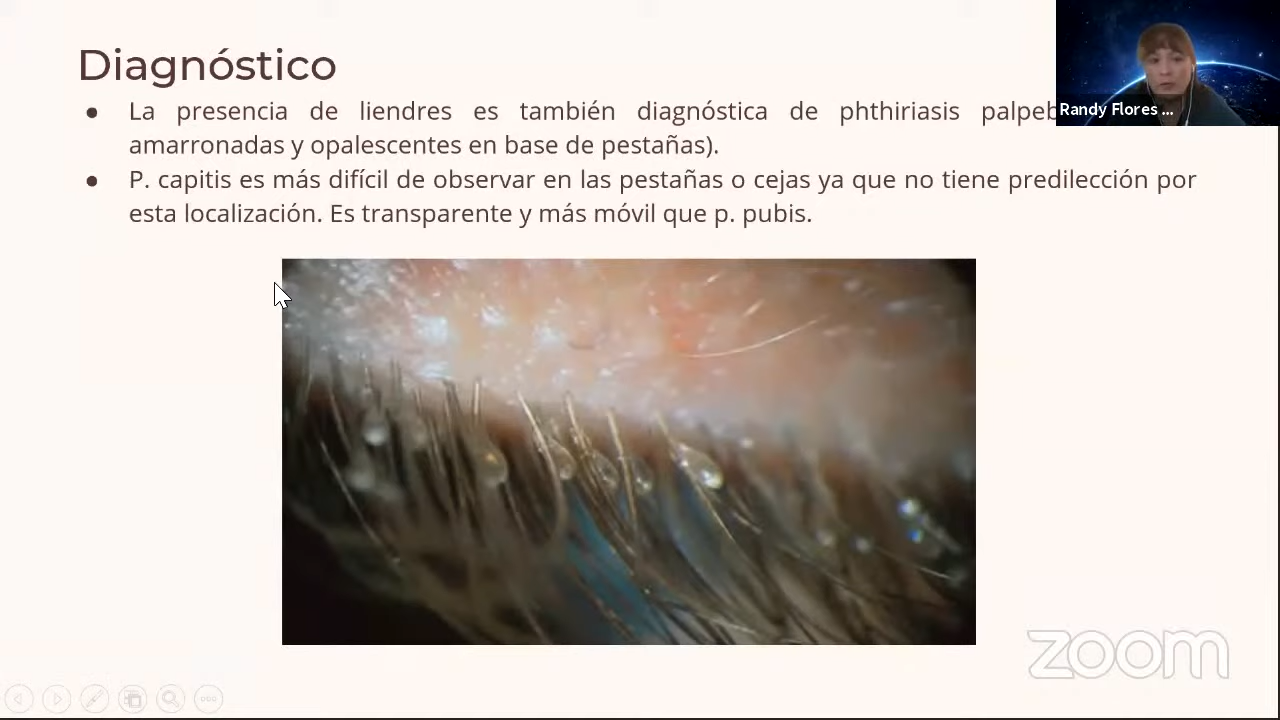 Diagnóstico
● La presencia de liendres es también diagnóstica de phthiriasis
amarronadas y opalescentes en base de pestañas).
● P. capitis es más difícil de observar en las pestañas o cejas ya que no tiene predilección por
esta localización. Es transparente y más móvil que p. pubis.
Randy Flores ...
zoom